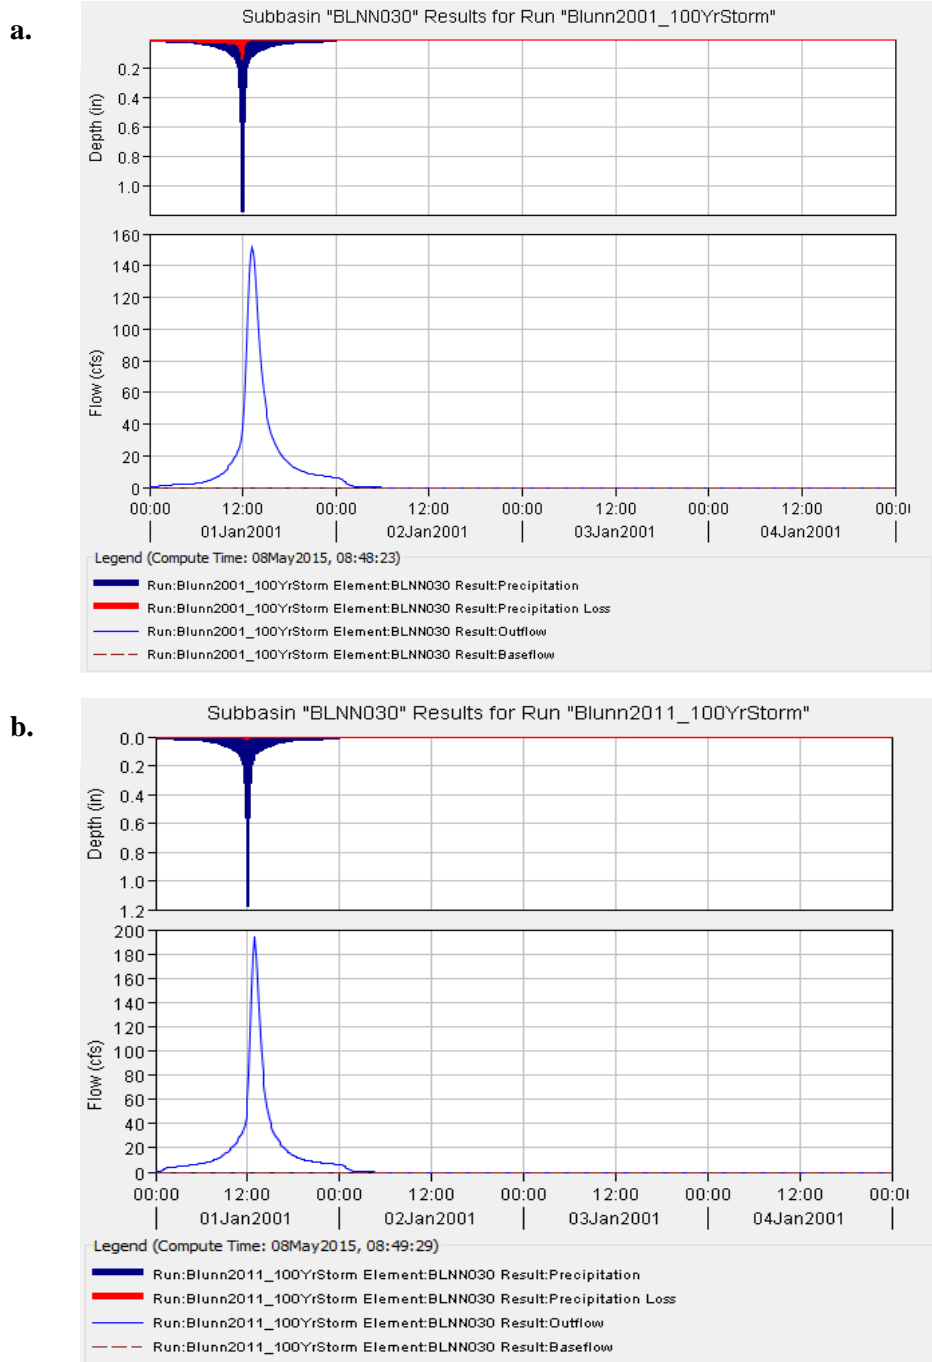 a.
Subbasin "BLNN030" Results for Run "Blunn2001_100YrStorm"
Depth (in)
0.2
0.4
0.6
0.8
1.0
Flow (cfs)
160
140
120
100
80
60
40
20
0
00:00 12:00 00:00 12:00 00:00 12:00 00:00 12:00 00:0
01Jan2001 02Jan2001 03Jan2001 04Jan2001
Legend (Compute Time: 08May2015, 08:48:23)
Run:Blunn2001_100YrStorm Element:BLNN030 Result:Precipitation
Run:Blunn2001_100YrStorm Element:BLNN030 Result:Precipitation Loss
Run:Blunn2001_100YrStorm Element:BLNN030 Result:Outflow
Run:Blunn2001_100YrStorm Element:BLNN030 Result:Baseflow
b.
Subbasin "BLNN030" Results for Run "Blunn2011_100YrStorm"
Depth (in)
0.0
0.2
0.4
0.6
0.8
1.0
1.2
Flow (cfs)
200
180
160
140
120
100
80
60
40
20
0
00:00 12:00 00:00 12:00 00:00 12:00 00:00 12:00 00:0
01Jan2001 02Jan2001 03Jan2001 04Jan2001
Legend (Compute Time: 08May2015, 08:49:29)
Run:Blunn2011_100YrStorm Element:BLNN030 Result:Precipitation
Run:Blunn2011_100YrStorm Element:BLNN030 Result:Precipitation Loss
Run:Blunn2011_100YrStorm Element:BLNN030 Result:Outflow
Run:Blunn2011_100YrStorm Element:BLNN030 Result:Baseflow